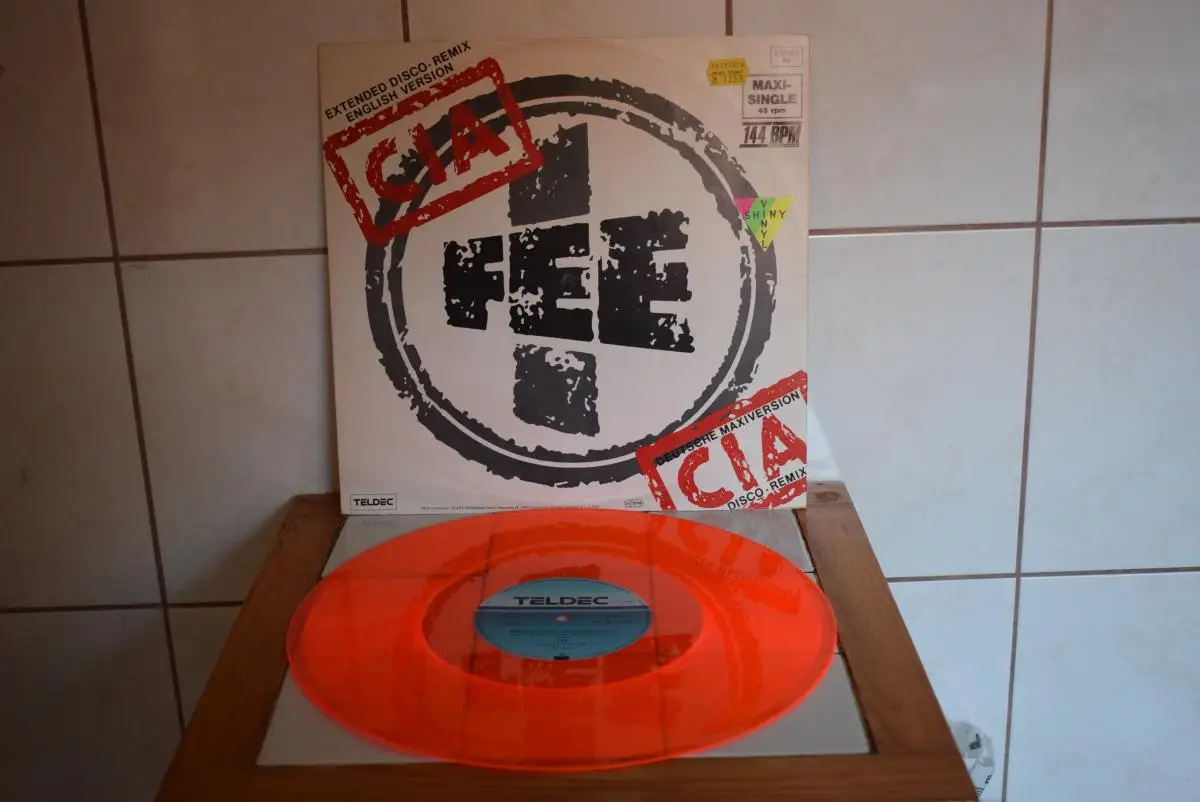 EXTENDED DISCO-REMIX
ENGLISH VERSION
CIA
MAXI-
SINGLE
45 rpm
144 BPM
SHINY
VINYL
FEE
DEUTSCHE MAXIVERSION
CIA
DISCO-REMIX
TELDEC
TELDEC